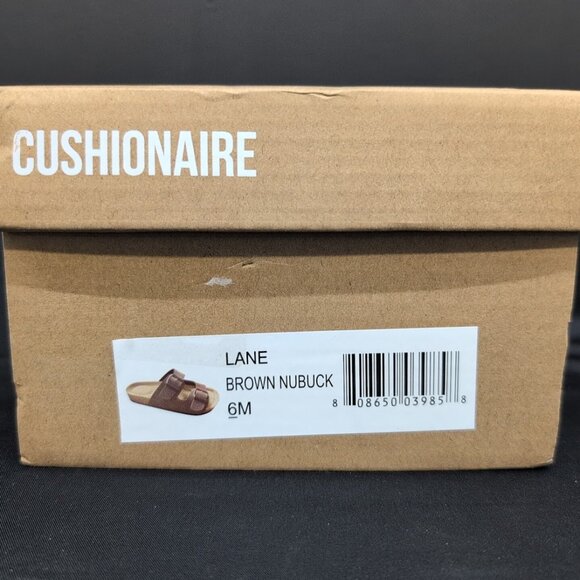 CUSHIONAIRE
LANE
BROWN NUBUCK
6M
8 08650 03985 8